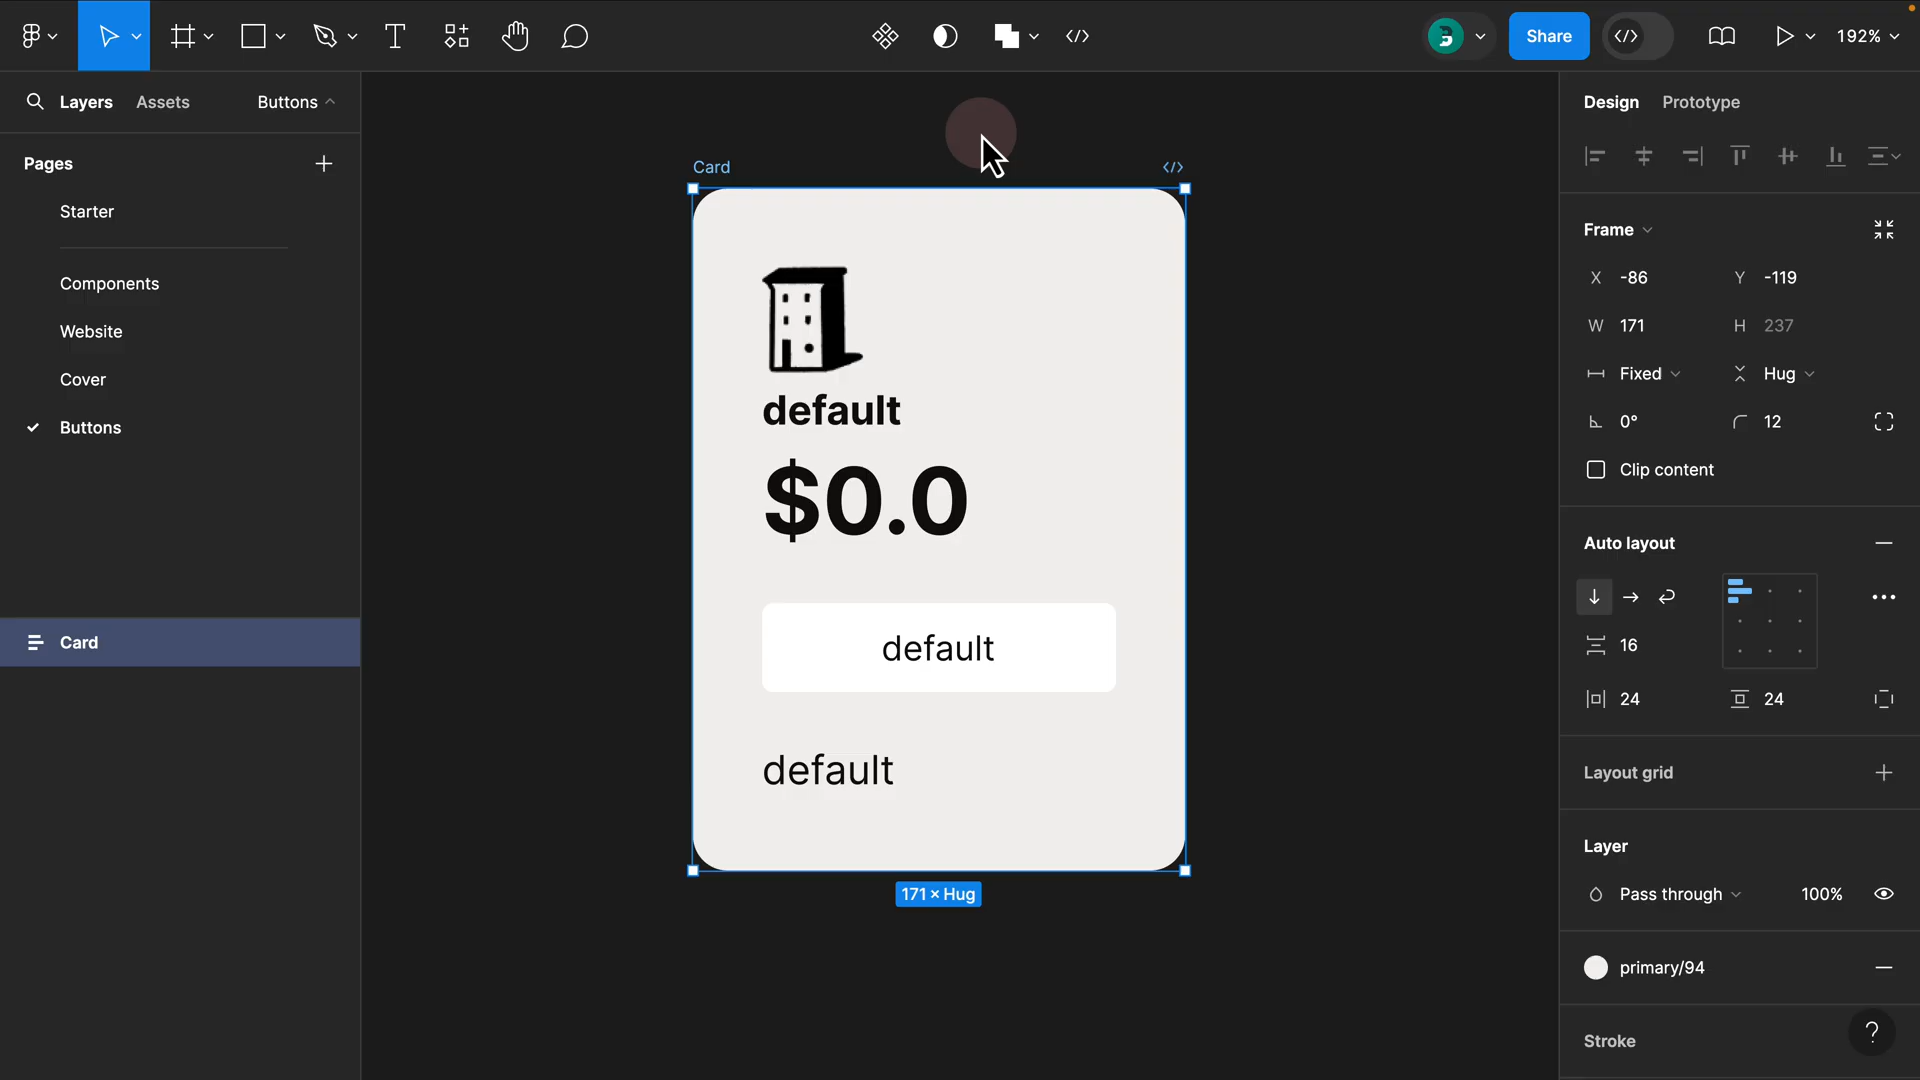 Share
192%
Layers
Assets
Buttons
Design
Prototype
Pages
Starter
Components
Website
Cover
Buttons
Card
Card
default
$0.0
default
default
171 × Hug
Frame
X -86
Y -119
W 171
H 237
Fixed
Hug
0°
12
Clip content
Auto layout
16
24
24
Layout grid
Layer
Pass through
100%
primary/94
Stroke
?